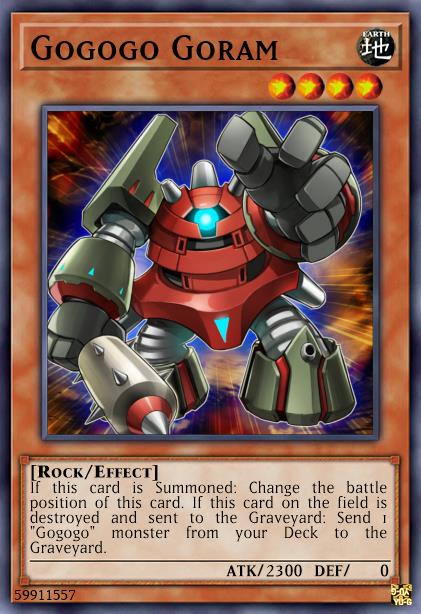 Gogogo Goram
EARTH
地
[Rock/Effect]
If this card is Summoned: Change the battle
position of this card. If this card on the field is
destroyed and sent to the Graveyard: Send 1
"Gogogo" monster from your Deck to the
Graveyard.
ATK/2300 DEF/ 0
59911557